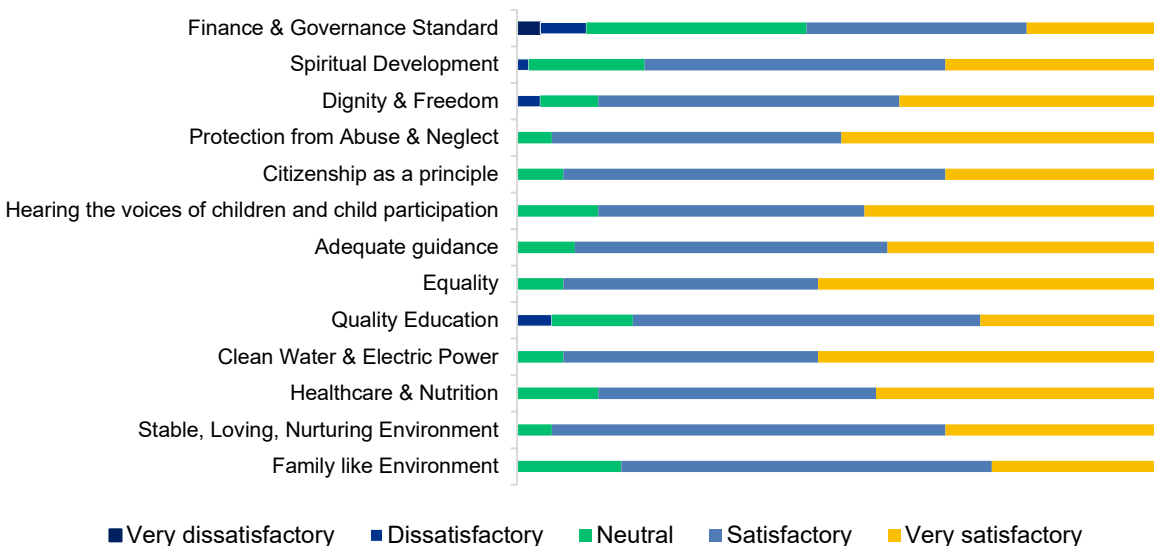 Finance & Governance Standard
Spiritual Development
Dignity & Freedom
Protection from Abuse & Neglect
Citizenship as a principle
Hearing the voices of children and child participation
Adequate guidance
Equality
Quality Education
Clean Water & Electric Power
Healthcare & Nutrition
Stable, Loving, Nurturing Environment
Family like Environment
Very dissatisfactory Dissatisfactory Neutral Satisfactory Very satisfactory